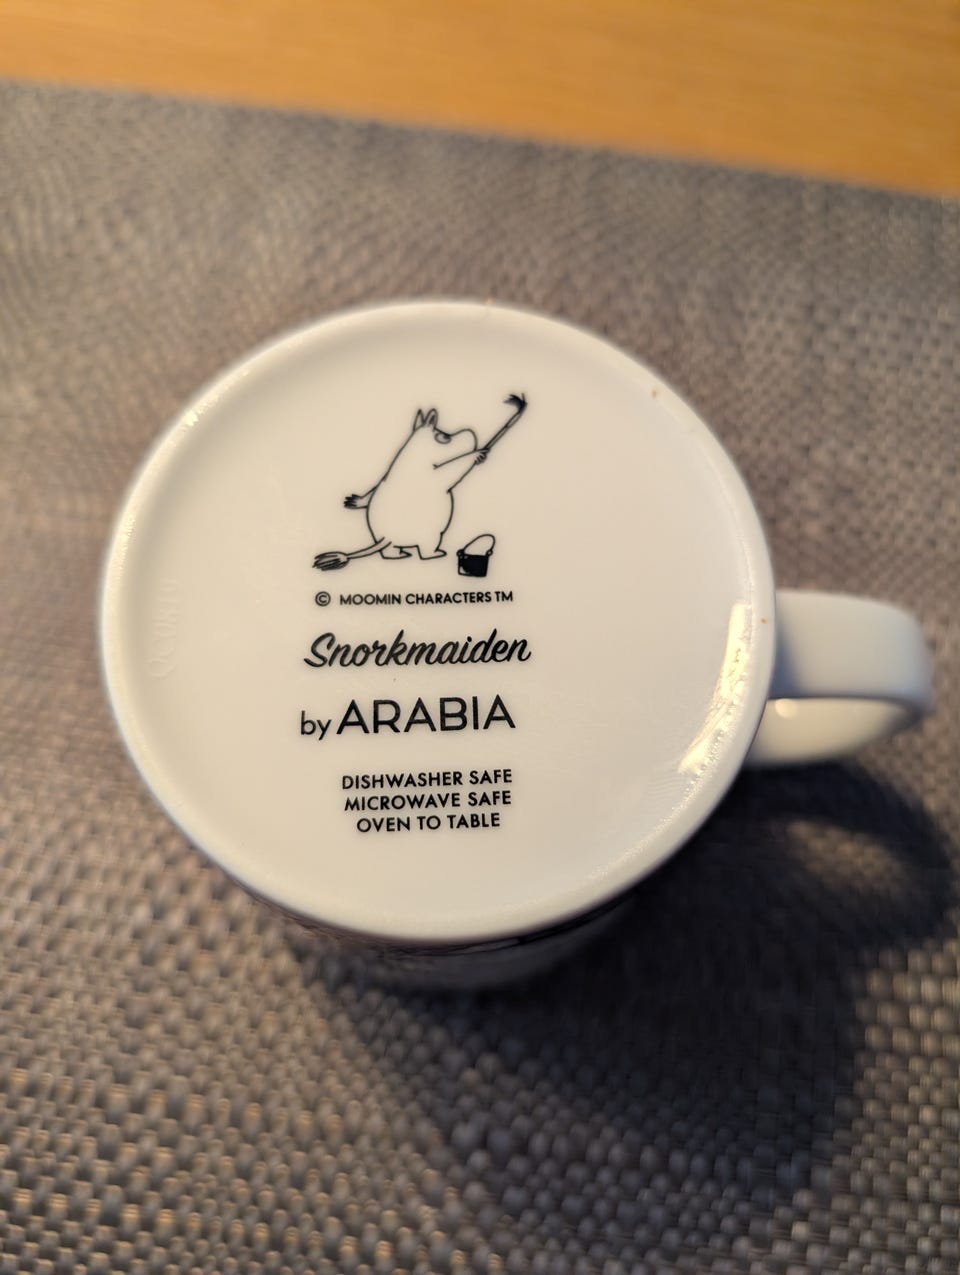 © MOOMIN CHARACTERS TM
Snorkmaiden
by ARABIA
DISHWASHER SAFE
MICROWAVE SAFE
OVEN TO TABLE